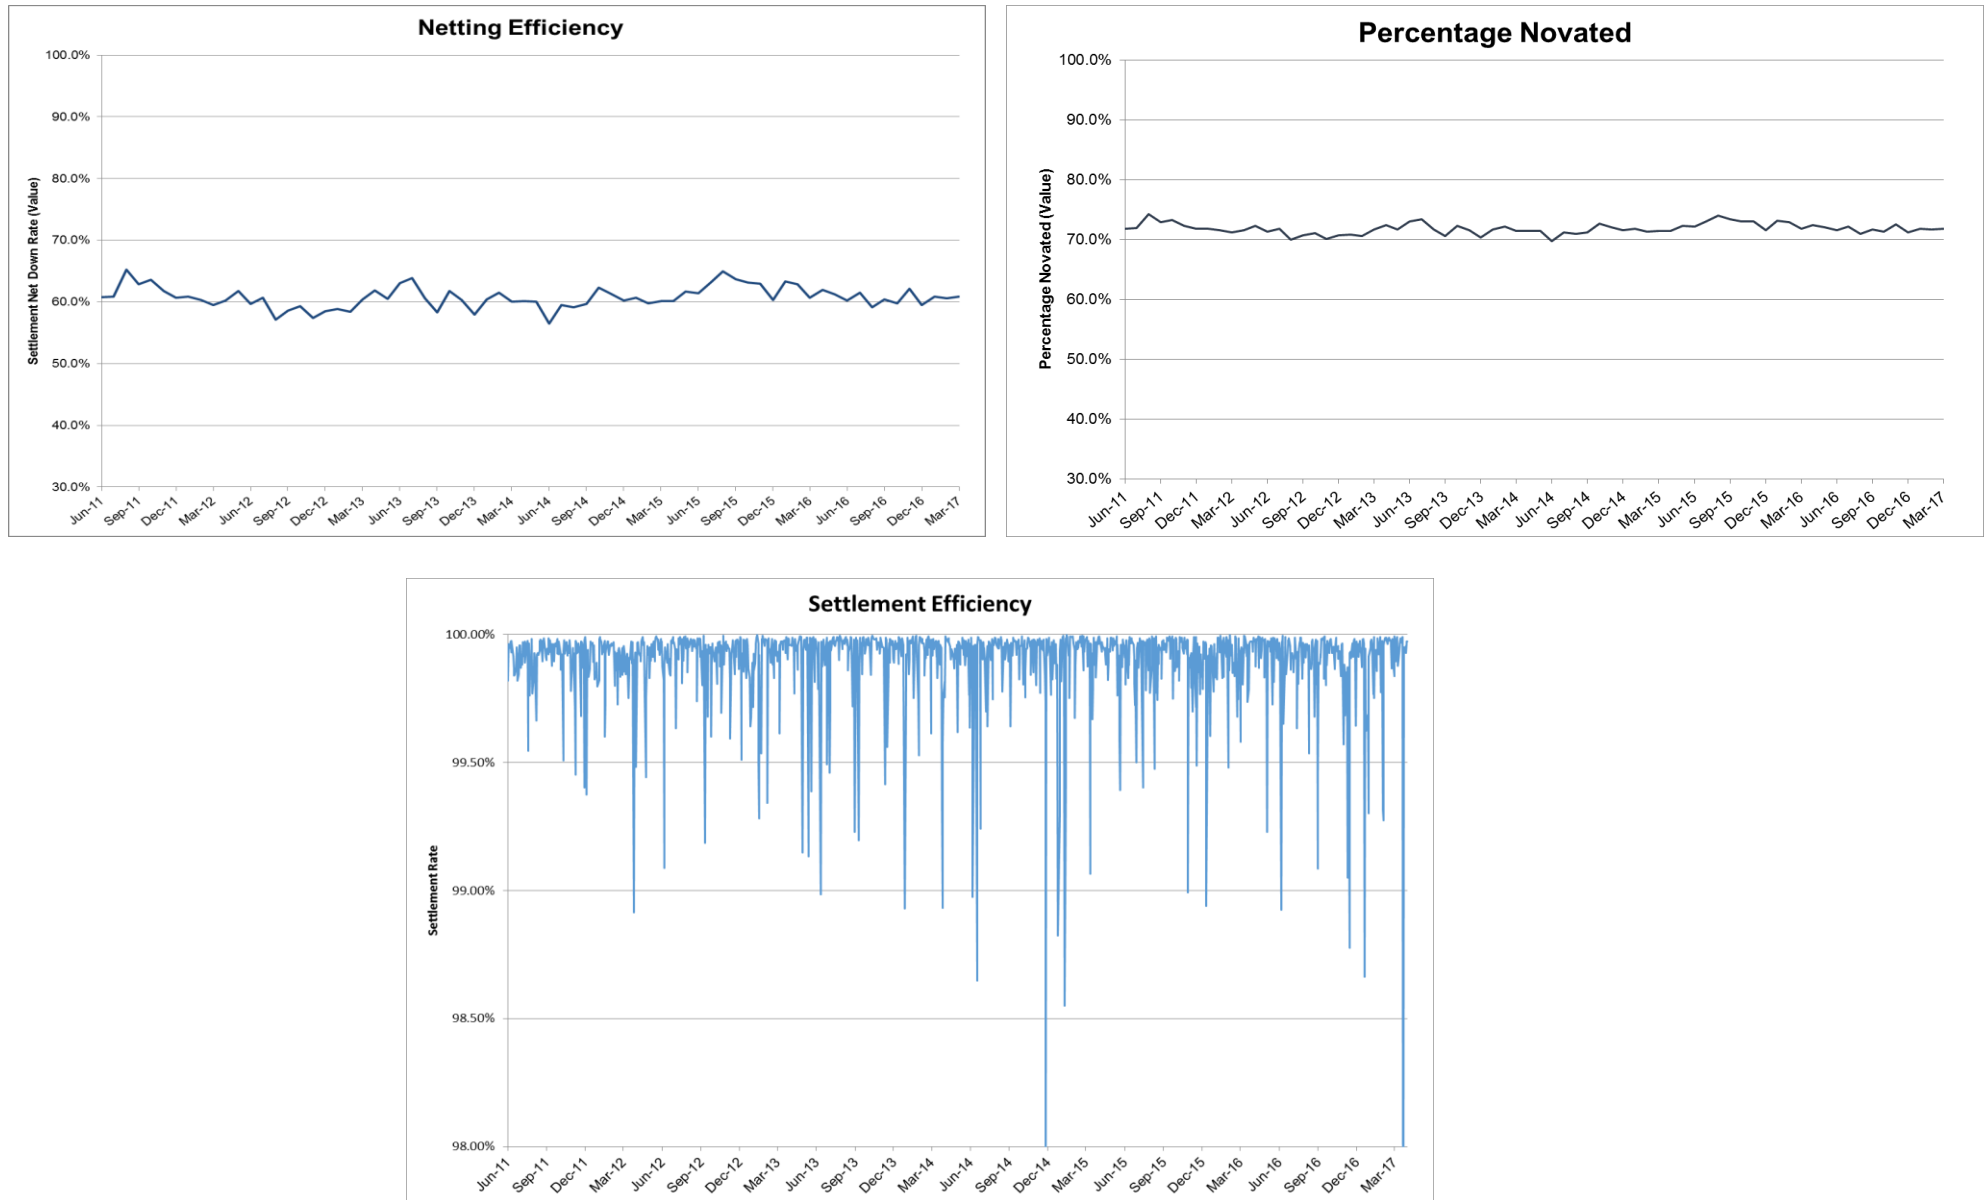 Netting Efficiency
Settlement Net Down Rate (Value)
100.0%
90.0%
80.0%
70.0%
60.0%
50.0%
40.0%
30.0%
Jun-11 Sep-11 Dec-11 Mar-12 Jun-12 Sep-12 Dec-12 Mar-13 Jun-13 Sep-13 Dec-13 Mar-14 Jun-14 Sep-14 Dec-14 Mar-15 Jun-15 Sep-15 Dec-15 Mar-16 Jun-16 Sep-16 Dec-16 Mar-17
Percentage Novated
Percentage Novated (Value)
100.0%
90.0%
80.0%
70.0%
60.0%
50.0%
40.0%
30.0%
Jun-11 Sep-11 Dec-11 Mar-12 Jun-12 Sep-12 Dec-12 Mar-13 Jun-13 Sep-13 Dec-13 Mar-14 Jun-14 Sep-14 Dec-14 Mar-15 Jun-15 Sep-15 Dec-15 Mar-16 Jun-16 Sep-16 Dec-16 Mar-17
Settlement Efficiency
Settlement Rate
100.00%
99.50%
99.00%
98.50%
98.00%
Jun-11 Sep-11 Dec-11 Mar-12 Jun-12 Sep-12 Dec-12 Mar-13 Jun-13 Sep-13 Dec-13 Mar-14 Jun-14 Sep-14 Dec-14 Mar-15 Jun-15 Sep-15 Dec-15 Mar-16 Jun-16 Sep-16 Dec-16 Mar-17